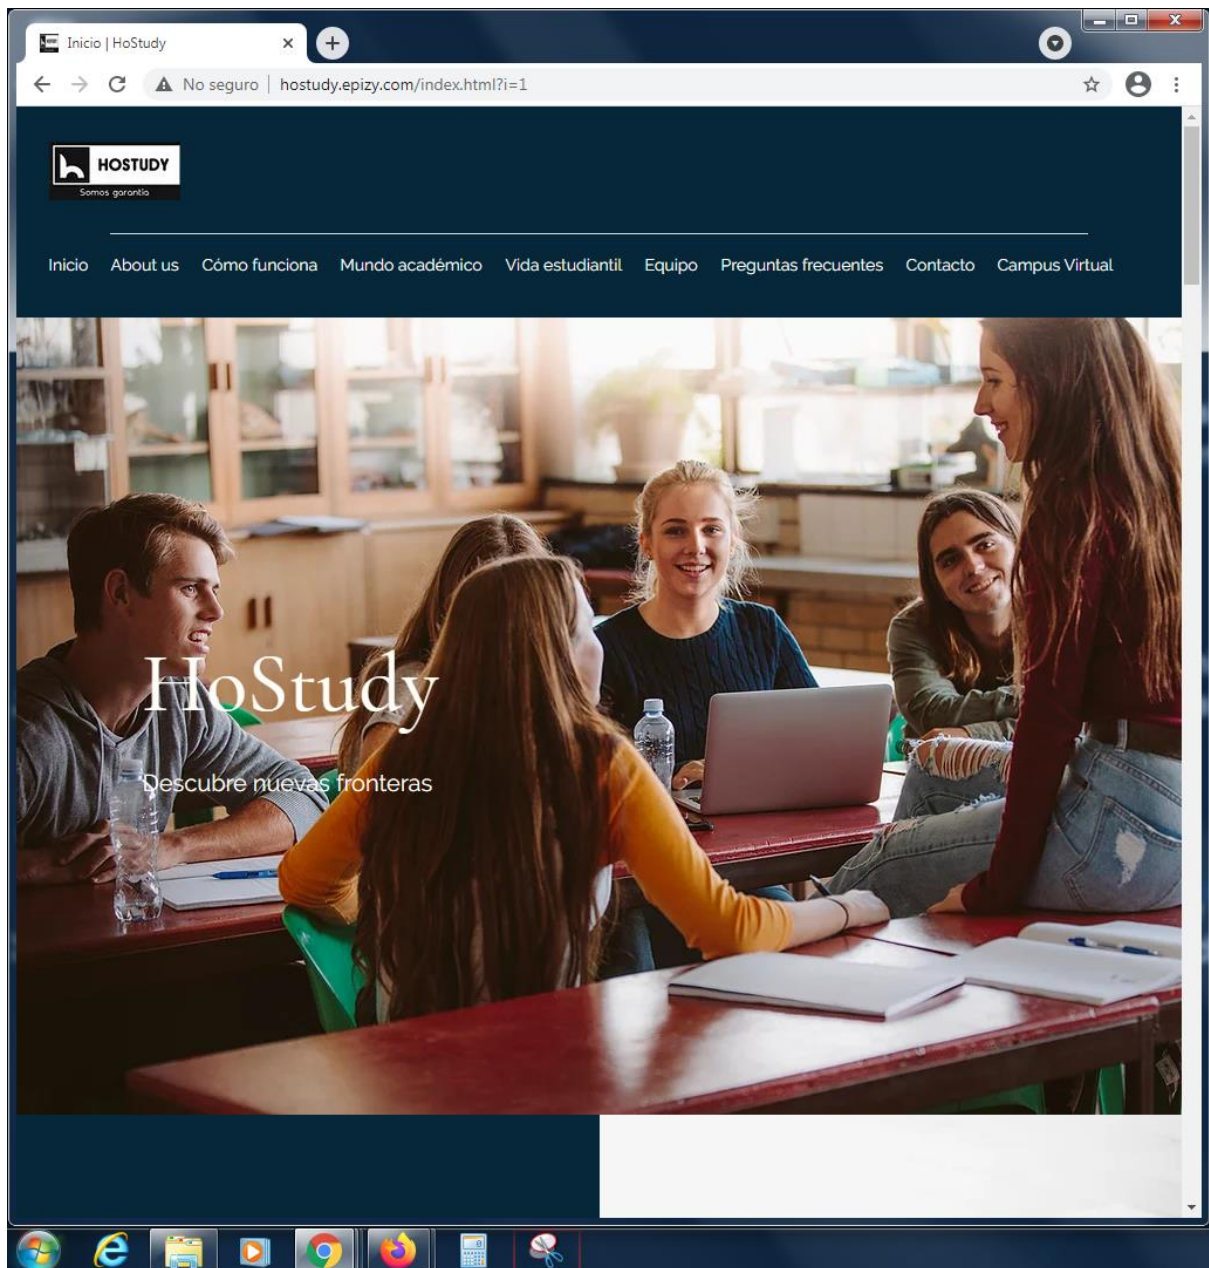 Inicio | HoStudy
No seguro | hostudy.epizy.com/index.html?i=1
h HOSTUDY
Somos garantía
Inicio About us Cómo funciona Mundo académico Vida estudiantil Equipo Preguntas frecuentes Contacto Campus Virtual
HoStudy
Descubre nuevas fronteras